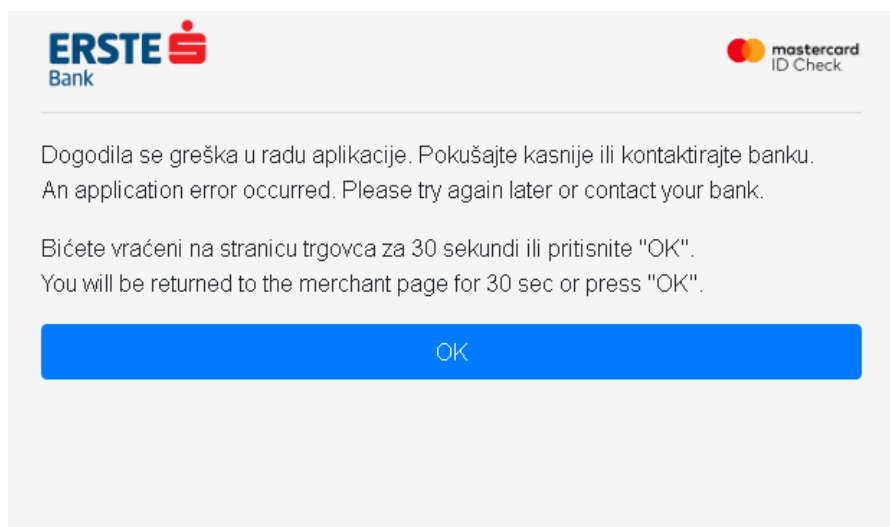 ERSTE
Bank
mastercard
ID Check
Dogodila se greška u radu aplikacije. Pokušajte kasnije ili kontaktirajte banku.
An application error occurred. Please try again later or contact your bank.
Bićete vraćeni na stranicu trgovca za 30 sekundi ili pritisnite "OK".
You will be returned to the merchant page for 30 sec or press "OK".
OK